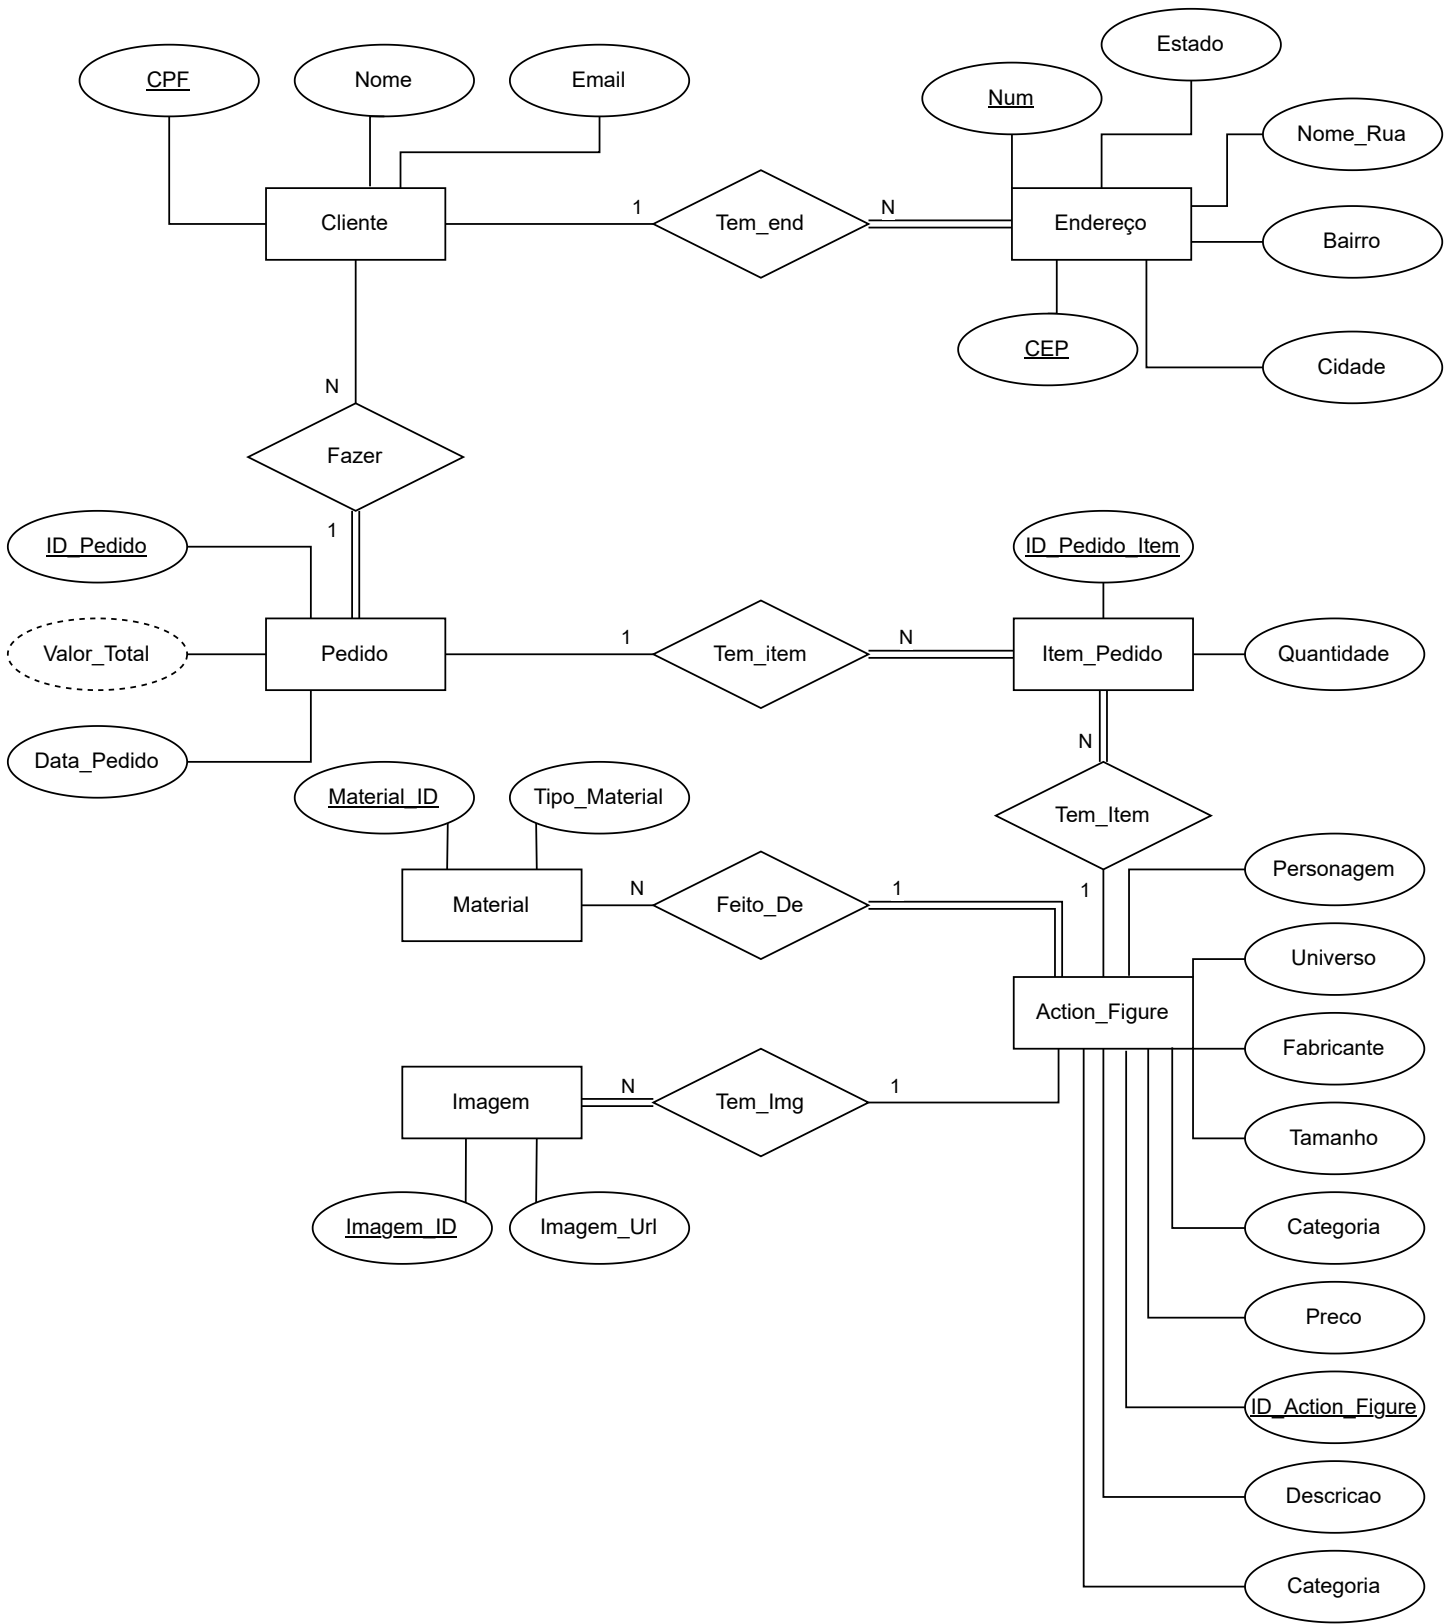 Estado
CPF
Nome
Email
Num
Nome_Rua
1
N
Cliente
Tem_end
Endereço
Bairro
CEP
Cidade
N
Fazer
1
ID_Pedido
ID_Pedido_Item
1
N
Valor_Total
Pedido
Tem_item
Item_Pedido
Quantidade
N
Data_Pedido
Material_ID
Tipo_Material
Tem_Item
Personagem
N
1
1
Material
Feito_De
Universo
Action_Figure
Fabricante
N
1
Imagem
Tem_Img
Tamanho
Imagem_ID
Imagem_Url
Categoria
Preco
ID_Action_Figure
Descricao
Categoria